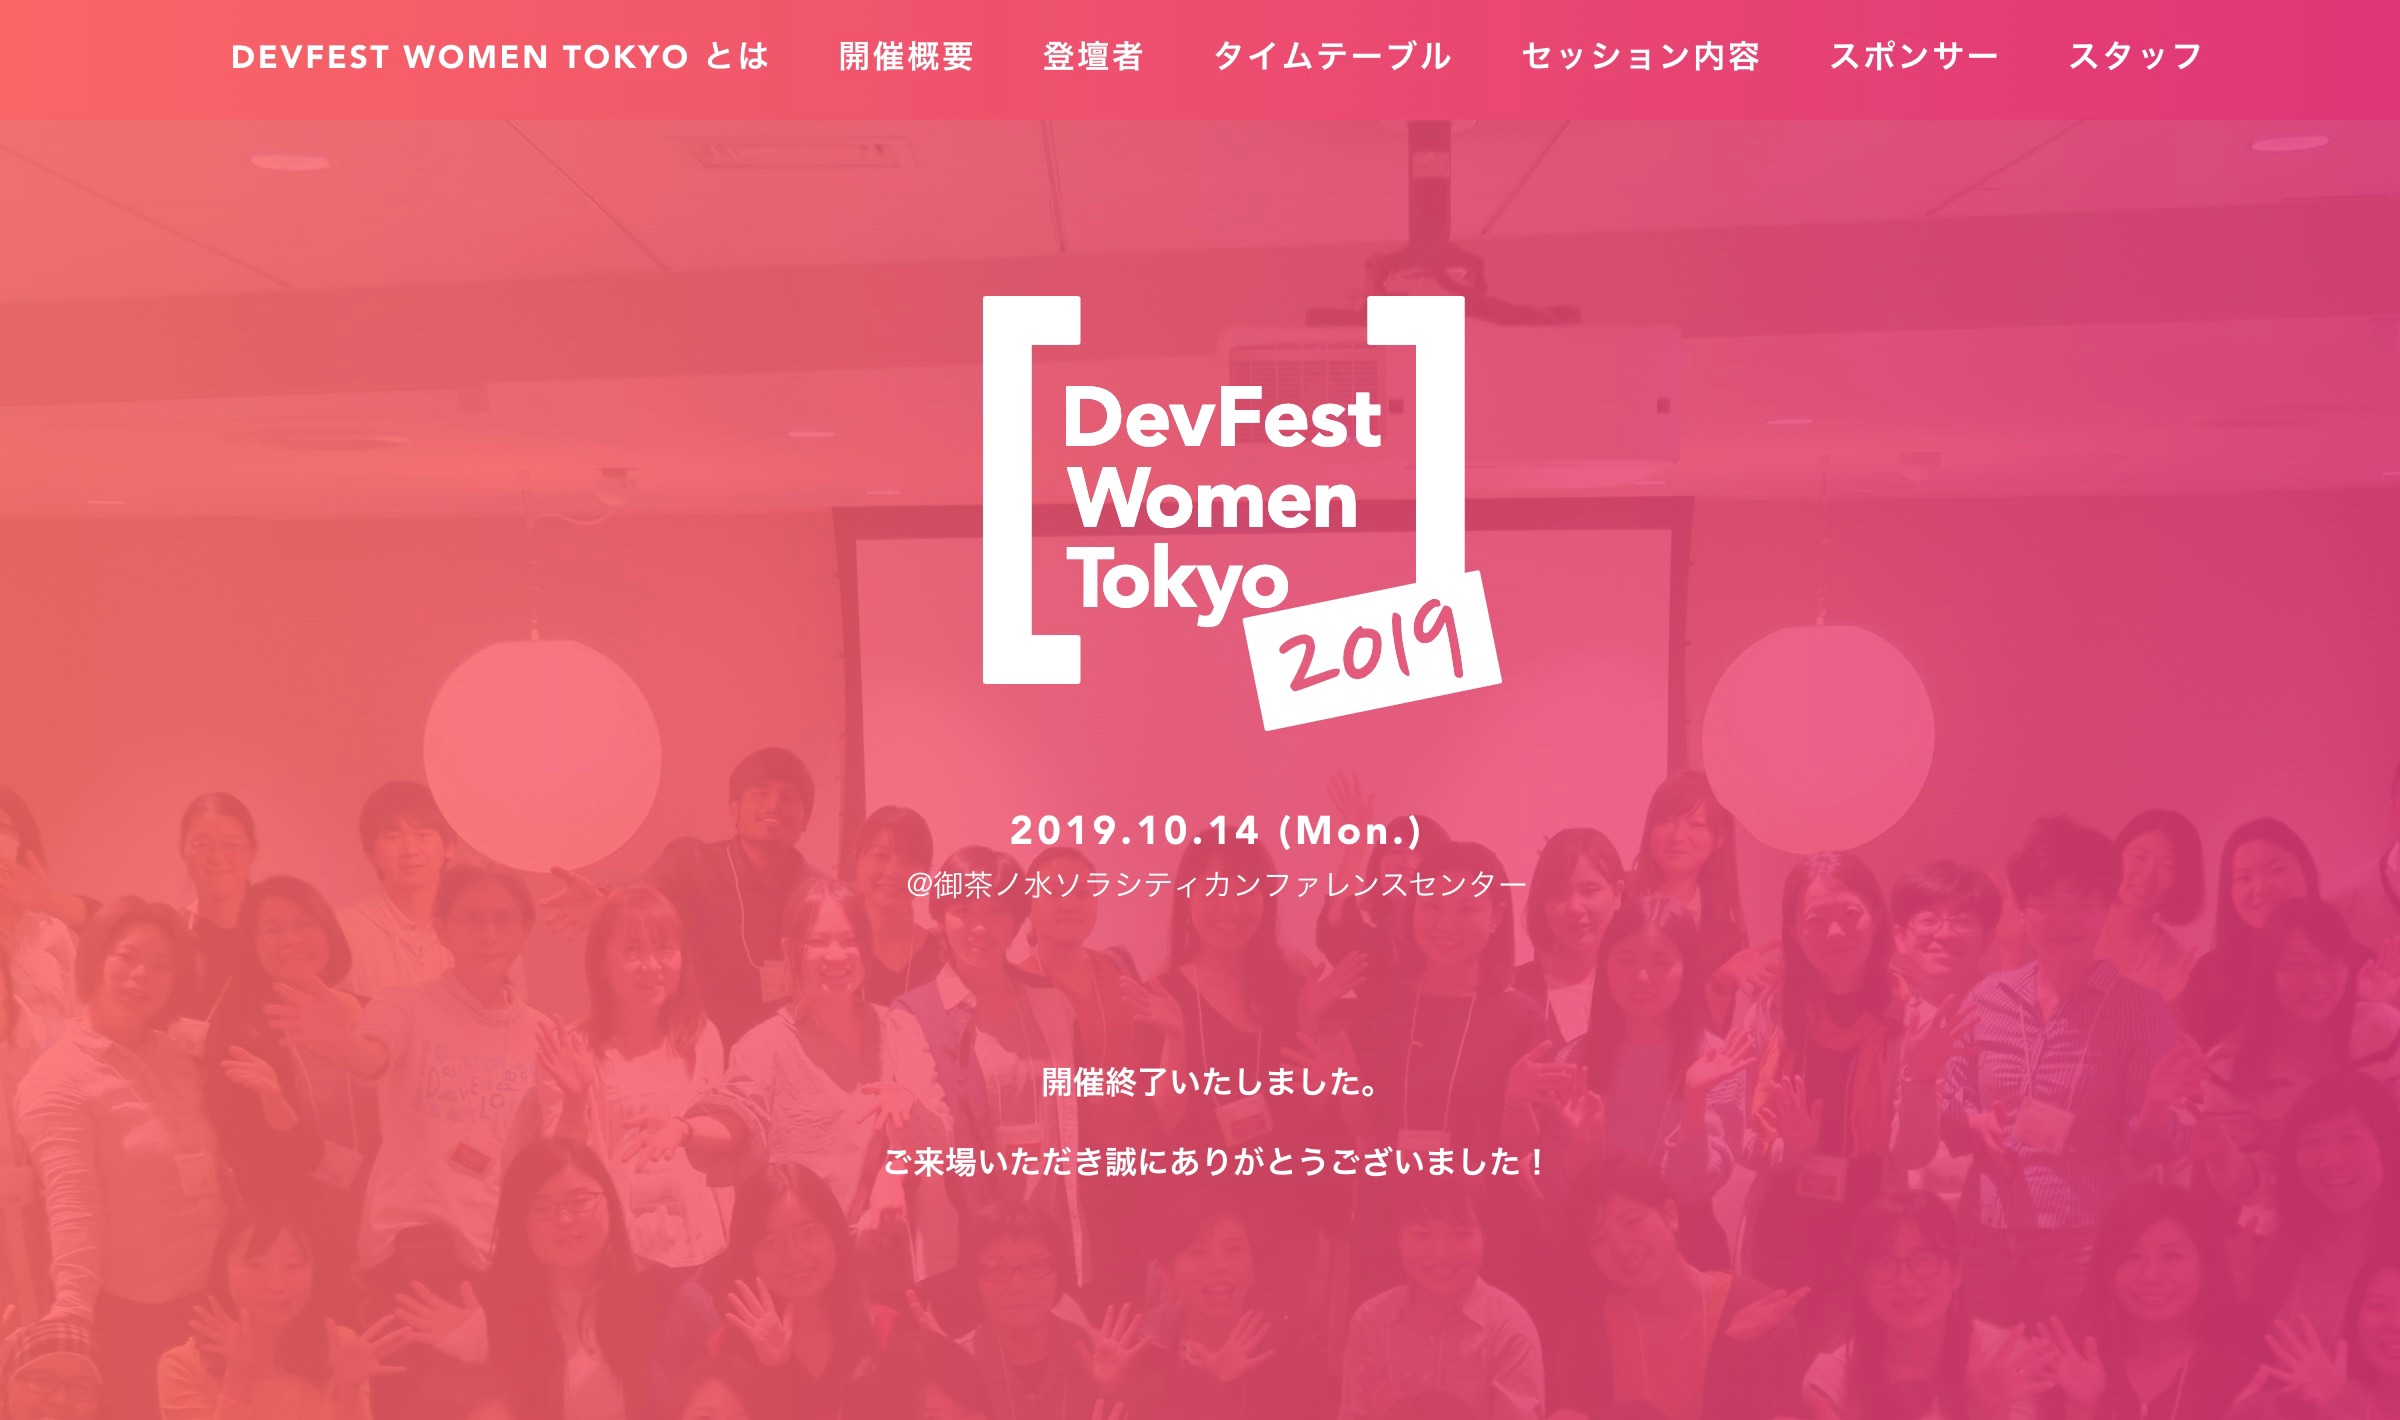 DEVFEST WOMEN TOKYO とは 開催概要 登壇者 タイムテーブル セッション内容 スポンサー スタッフ
DevFest
Women
Tokyo
2019
2019.10.14 (Mon.)
@御茶ノ水ソラシティカンファレンスセンター
開催終了いたしました。
ご来場いただき誠にありがとうございました！